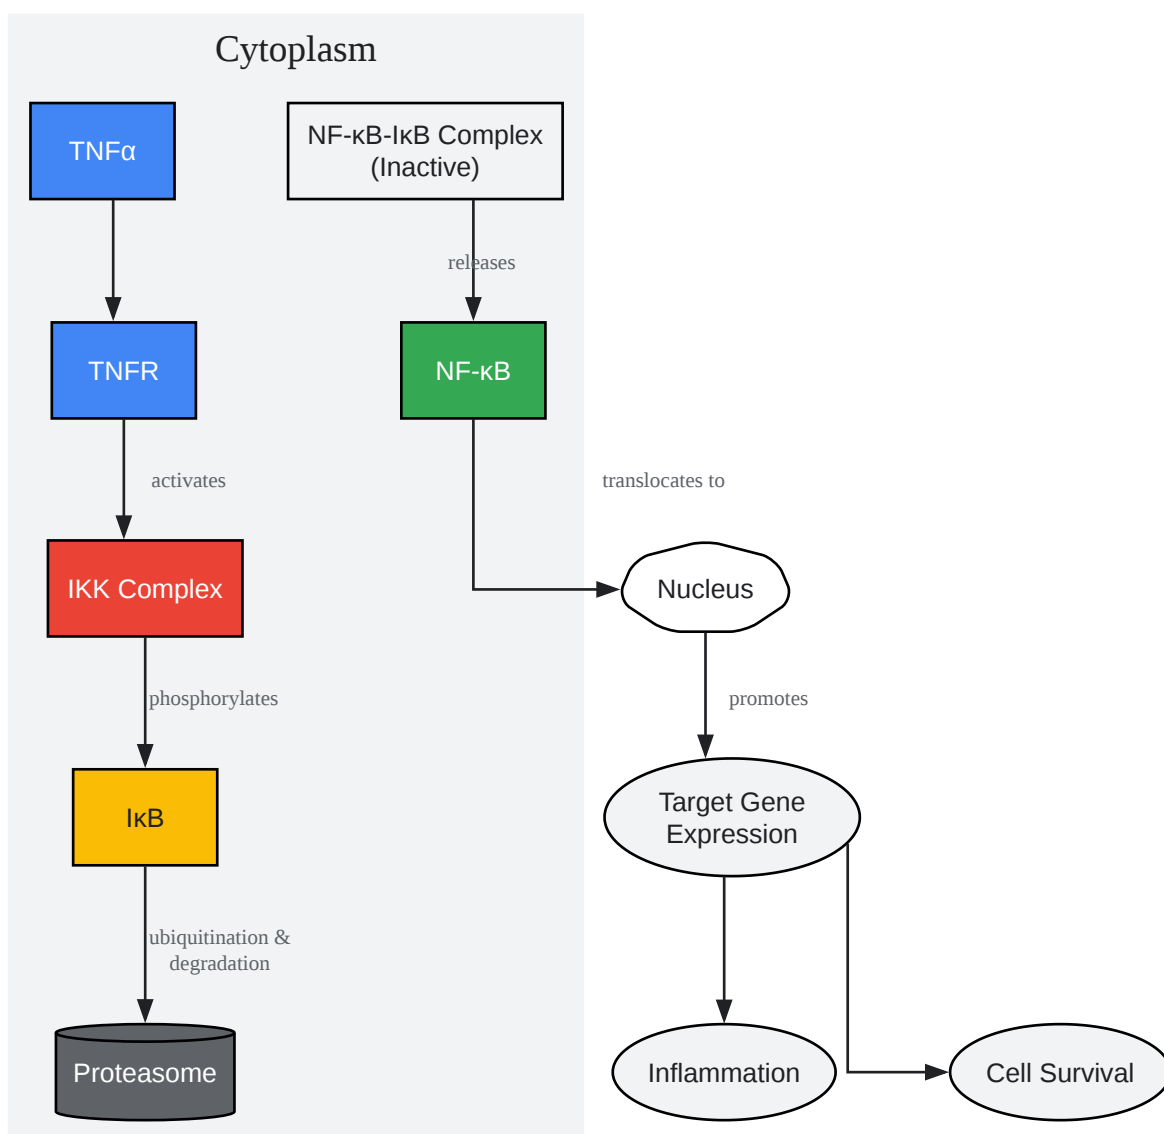 Cytoplasm
TNFα
NF-κB-IκB Complex
(Inactive)
releases
TNFR
NF-κB
activates
translocates to
IKK Complex
Nucleus
phosphorylates
promotes
IκB
Target Gene
Expression
ubiquitination &
degradation
Proteasome
Inflammation
Cell Survival